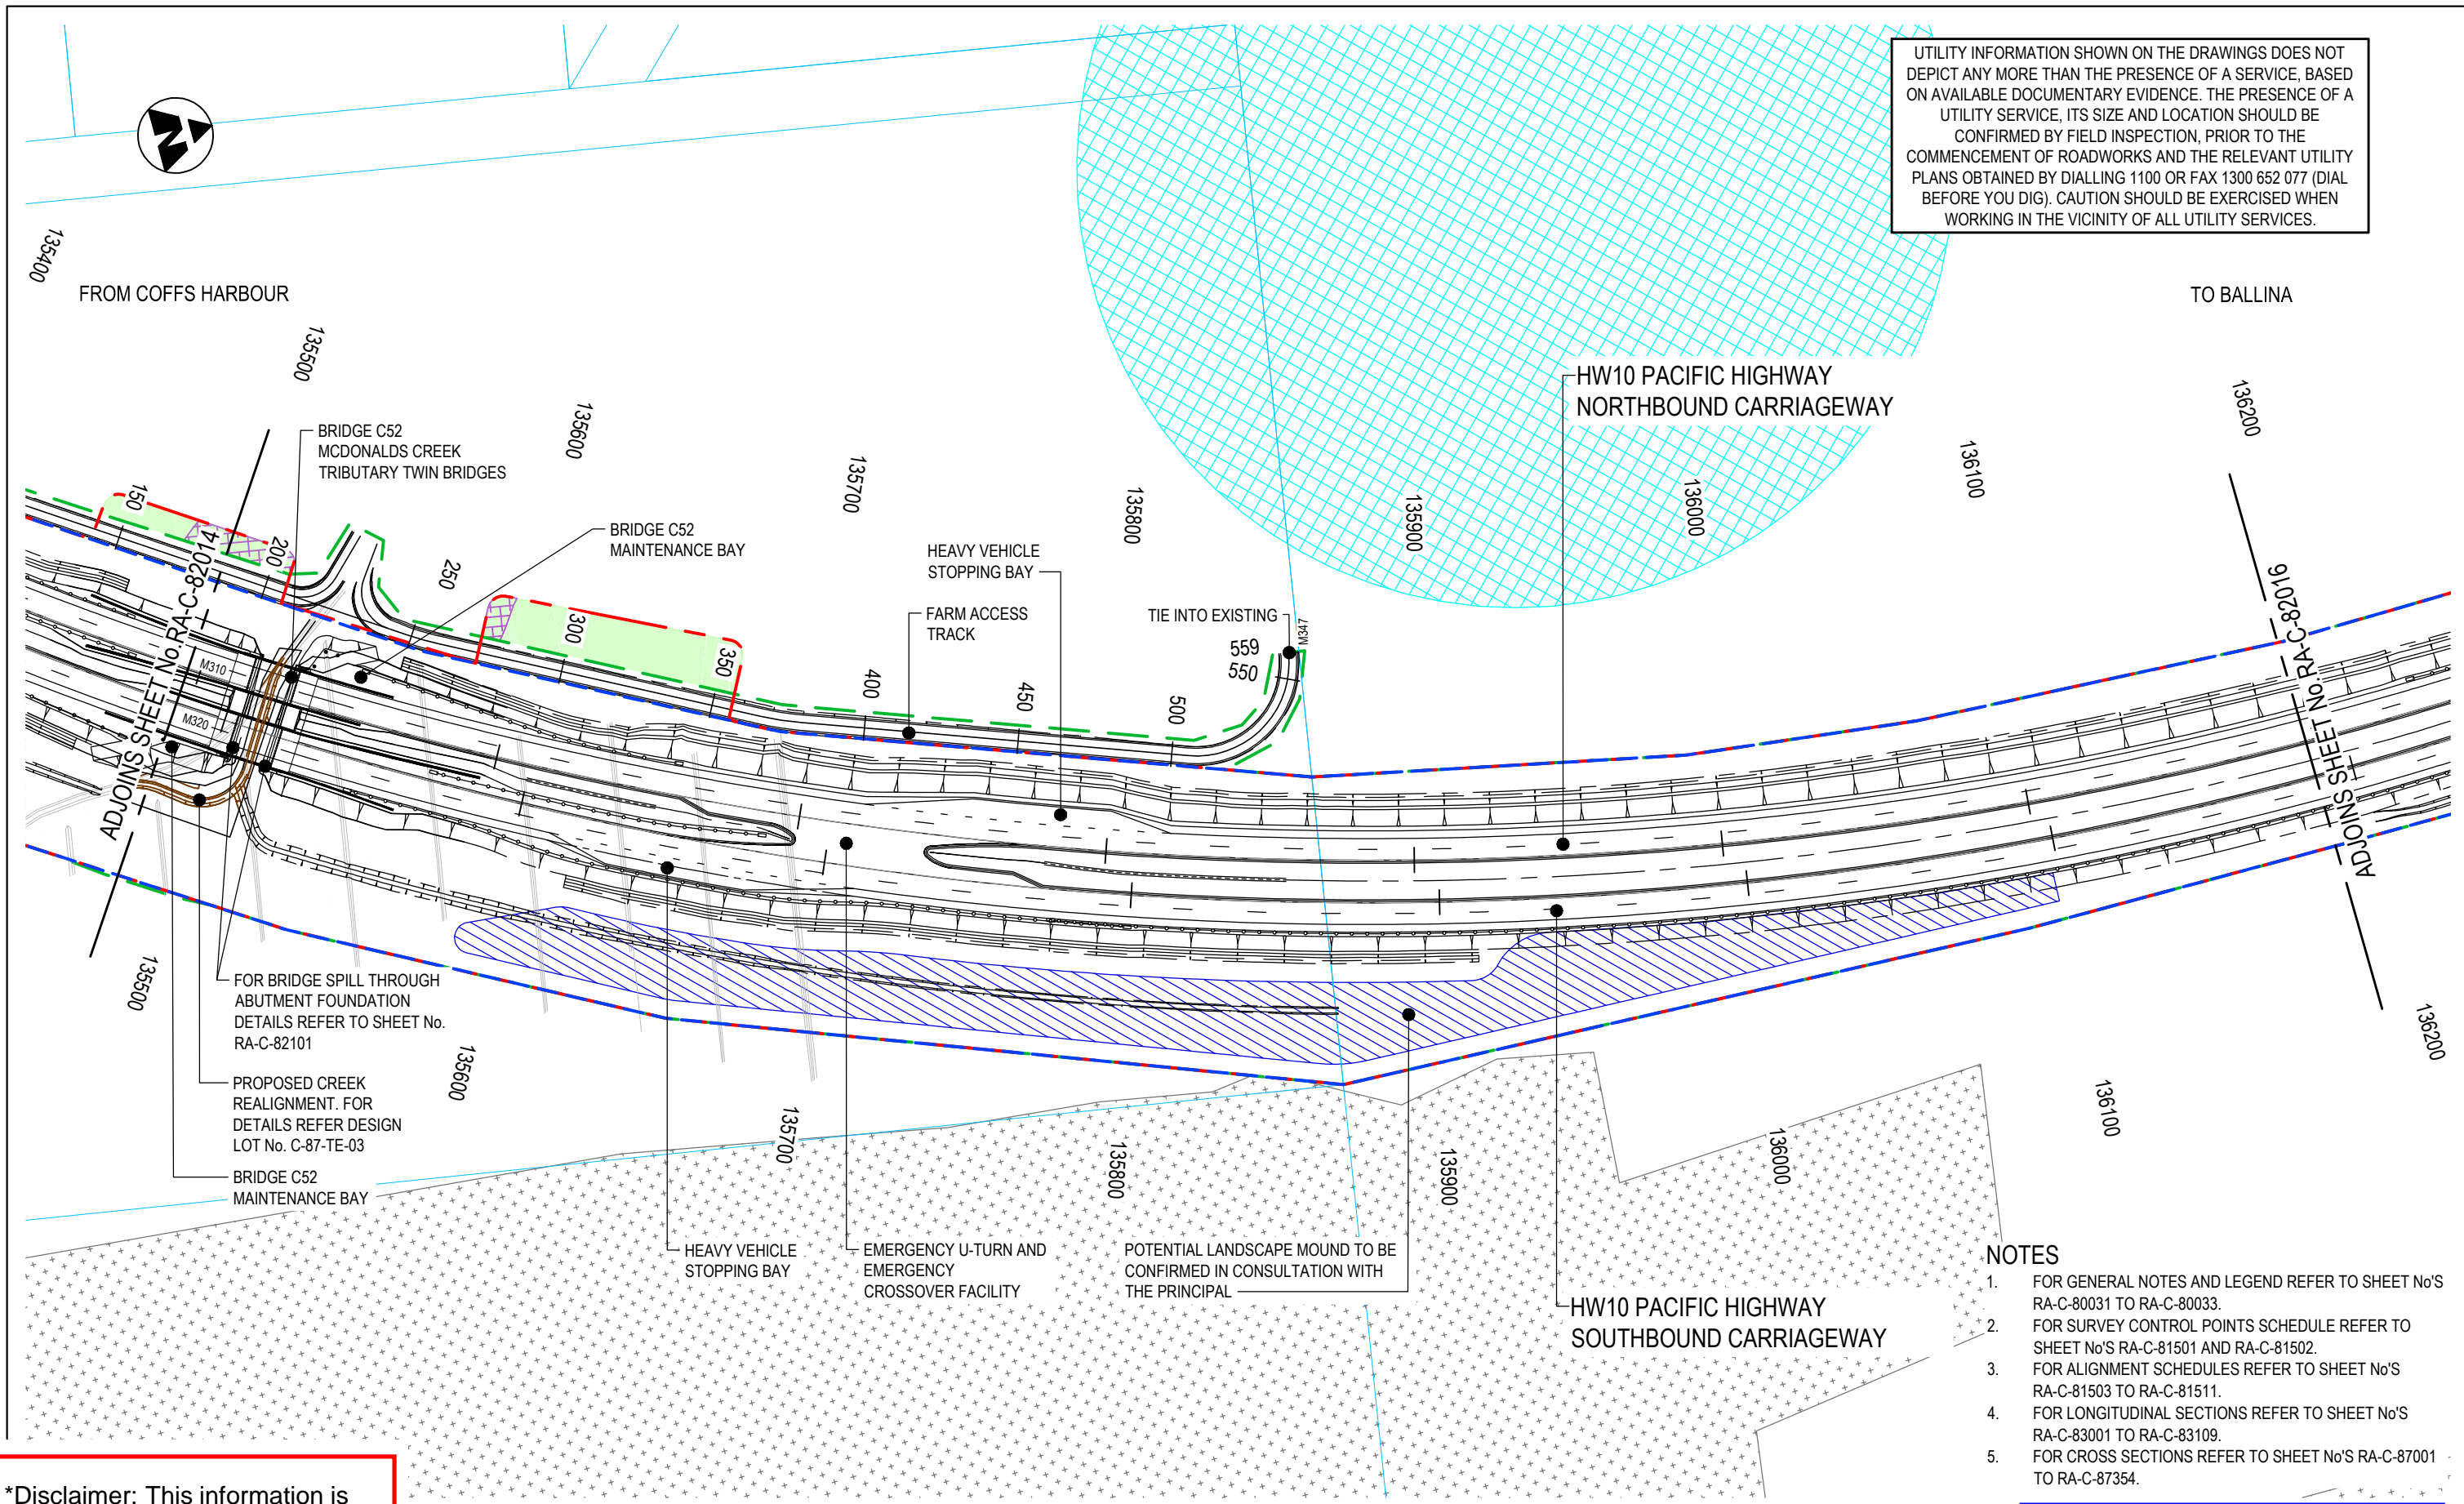 UTILITY INFORMATION SHOWN ON THE DRAWINGS DOES NOT
DEPICT ANY MORE THAN THE PRESENCE OF A SERVICE, BASED
ON AVAILABLE DOCUMENTARY EVIDENCE. THE PRESENCE OF A
UTILITY SERVICE, ITS SIZE AND LOCATION SHOULD BE
CONFIRMED BY FIELD INSPECTION, PRIOR TO THE
COMMENCEMENT OF ROADWORKS AND THE RELEVANT UTILITY
PLANS OBTAINED BY DIALLING 1100 OR FAX 1300 652 077 (DIAL
BEFORE YOU DIG). CAUTION SHOULD BE EXERCISED WHEN
WORKING IN THE VICINITY OF ALL UTILITY SERVICES.
N
135400
FROM COFFS HARBOUR
TO BALLINA
135500
135600
135700
135800
135900
136000
136100
136200
HW10 PACIFIC HIGHWAY
NORTHBOUND CARRIAGEWAY
BRIDGE C52
MCDONALDS CREEK
TRIBUTARY TWIN BRIDGES
BRIDGE C52
MAINTENANCE BAY
HEAVY VEHICLE
STOPPING BAY
FARM ACCESS
TRACK
TIE INTO EXISTING
559
550
M347
150
200
250
300
350
400
450
500
M310
M320
ADJOINS SHEET No.RA-C-82014
ADJOINS SHEET No.RA-C-82016
FOR BRIDGE SPILL THROUGH
ABUTMENT FOUNDATION
DETAILS REFER TO SHEET No.
RA-C-82101
PROPOSED CREEK
REALIGNMENT. FOR
DETAILS REFER DESIGN
LOT No. C-87-TE-03
BRIDGE C52
MAINTENANCE BAY
135500
135600
135700
135800
135900
136000
136100
136200
HEAVY VEHICLE
STOPPING BAY
EMERGENCY U-TURN AND
EMERGENCY
CROSSOVER FACILITY
POTENTIAL LANDSCAPE MOUND TO BE
CONFIRMED IN CONSULTATION WITH
THE PRINCIPAL
HW10 PACIFIC HIGHWAY
SOUTHBOUND CARRIAGEWAY
NOTES
1. FOR GENERAL NOTES AND LEGEND REFER TO SHEET No'S
RA-C-80031 TO RA-C-80033.
2. FOR SURVEY CONTROL POINTS SCHEDULE REFER TO
SHEET No'S RA-C-81501 AND RA-C-81502.
3. FOR ALIGNMENT SCHEDULES REFER TO SHEET No'S
RA-C-81503 TO RA-C-81511.
4. FOR LONGITUDINAL SECTIONS REFER TO SHEET No'S
RA-C-83001 TO RA-C-83109.
5. FOR CROSS SECTIONS REFER TO SHEET No'S RA-C-87001
TO RA-C-87354.
*Disclaimer: This information is